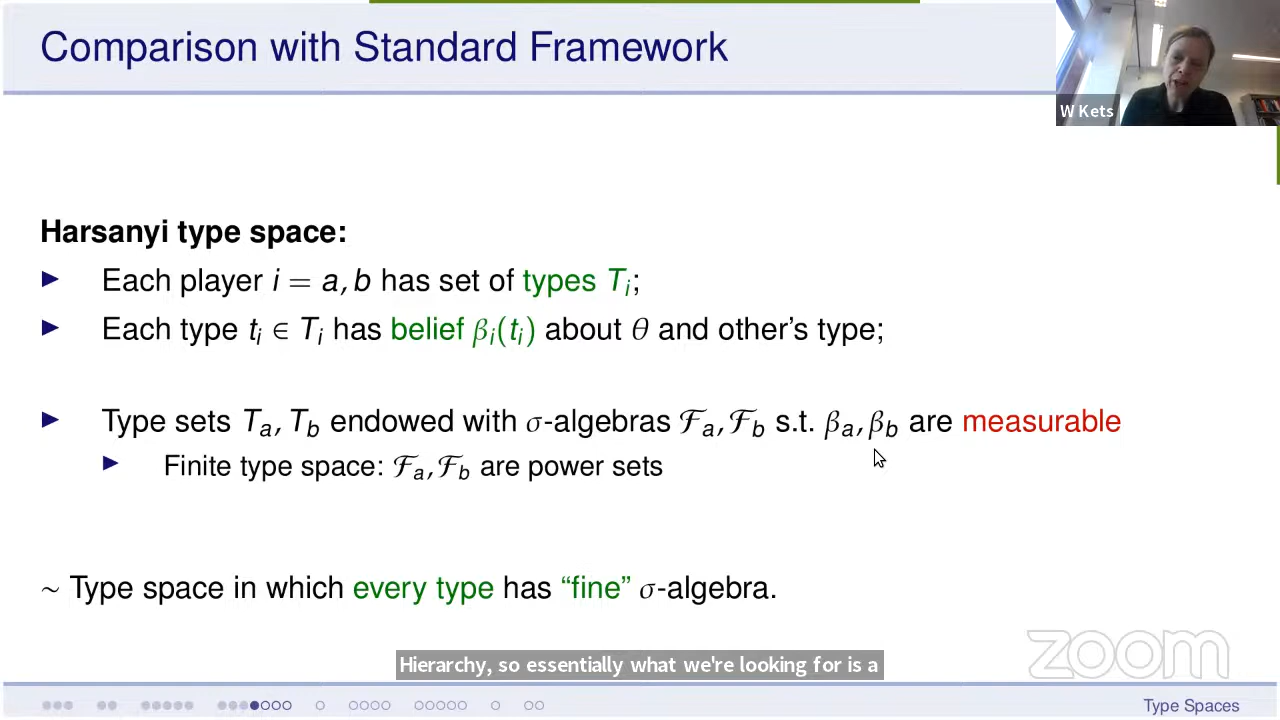 Comparison with Standard Framework
W Kets
Harsanyi type space:
▶ Each player i = a, b has set of types Tᵢ;
▶ Each type tᵢ ∈ Tᵢ has belief βᵢ(tᵢ) about θ and other's type;
▶ Type sets Tₐ, T_b endowed with σ-algebras ℱₐ, ℱ_b s.t. βₐ, β_b are measurable
▶ Finite type space: ℱₐ, ℱ_b are power sets
∼ Type space in which every type has “fine” σ-algebra.
zoom
Hierarchy, so essentially what we're looking for is a
Type Spaces